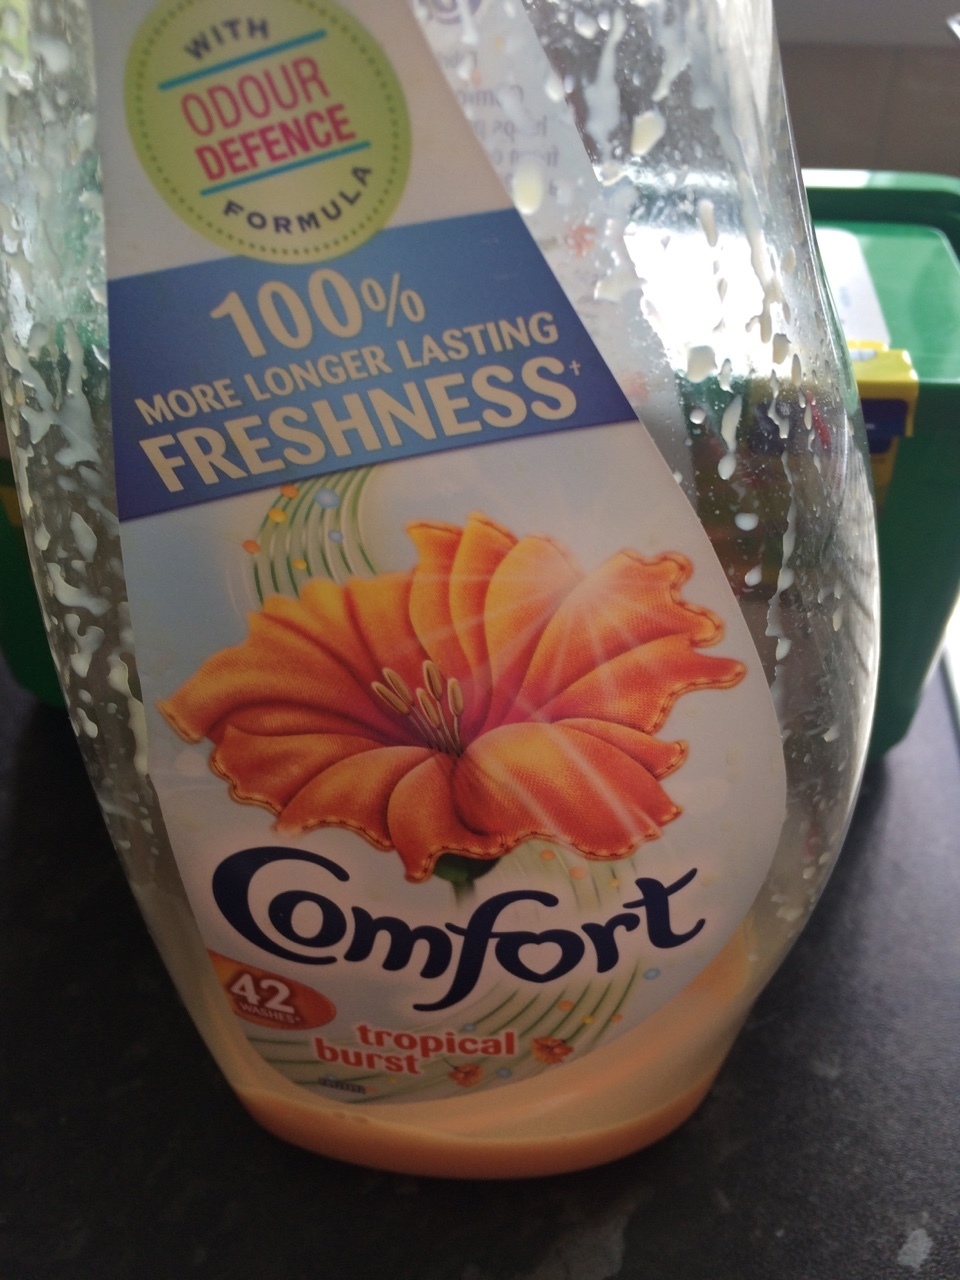 WITH
ODOUR
DEFENCE
FORMULA
100%
MORE LONGER LASTING
FRESHNESS†
Comfort
42
WASHES*
tropical
burst